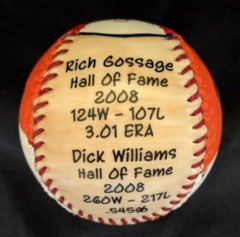 Rich Gossage
Hall Of Fame
2008
124W - 107L
3.01 ERA
Dick Williams
Hall Of Fame
2008
260W - 217L
.545%